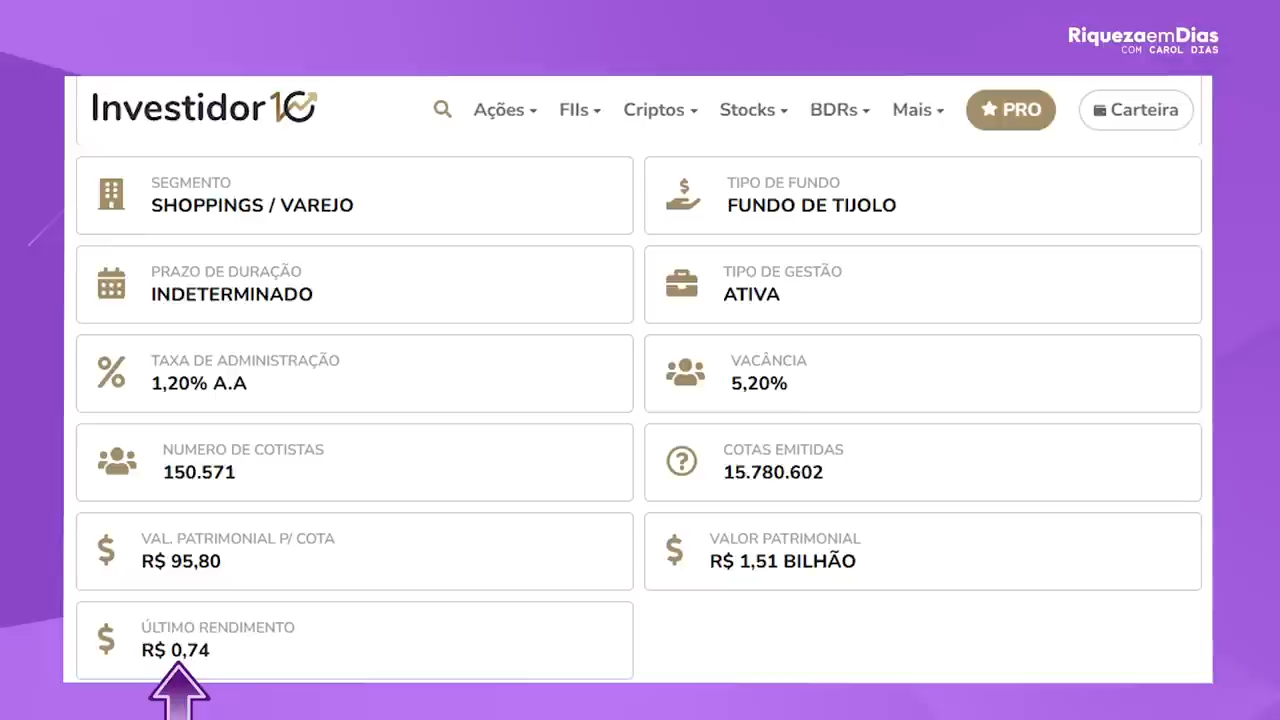 RiquezaemDias
COM CAROL DIAS
Investidor10
Ações
FIIs
Criptos
Stocks
BDRs
Mais
PRO
Carteira
SEGMENTO
SHOPPINGS / VAREJO
TIPO DE FUNDO
FUNDO DE TIJOLO
PRAZO DE DURAÇÃO
INDETERMINADO
TIPO DE GESTÃO
ATIVA
TAXA DE ADMINISTRAÇÃO
1,20% A.A
VACÂNCIA
5,20%
NUMERO DE COTISTAS
150.571
COTAS EMITIDAS
15.780.602
VAL. PATRIMONIAL P/ COTA
R$ 95,80
VALOR PATRIMONIAL
R$ 1,51 BILHÃO
ÚLTIMO RENDIMENTO
R$ 0,74